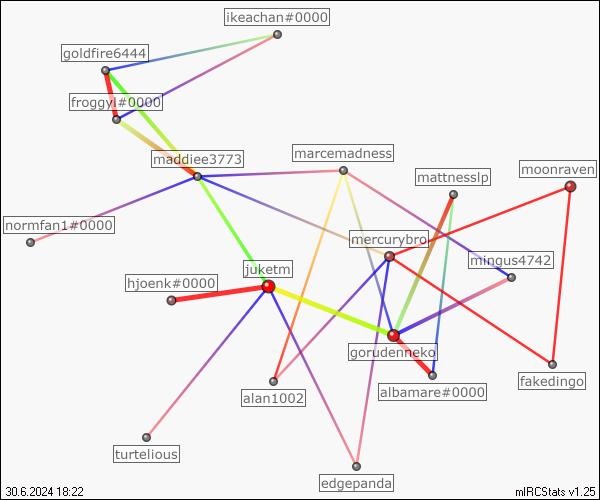 ikeachan#0000
goldfire6444
froggyl#0000
marcemadness
maddiee3773
moonraven
mattnesslp
normfan1#0000
mercurybro
mingus4742
juketm
hjoenk#0000
gorudenneko
fakedingo
albamare#0000
alan1002
turtelious
edgepanda
30.6.2024 18:22
mIRCStats v1.25